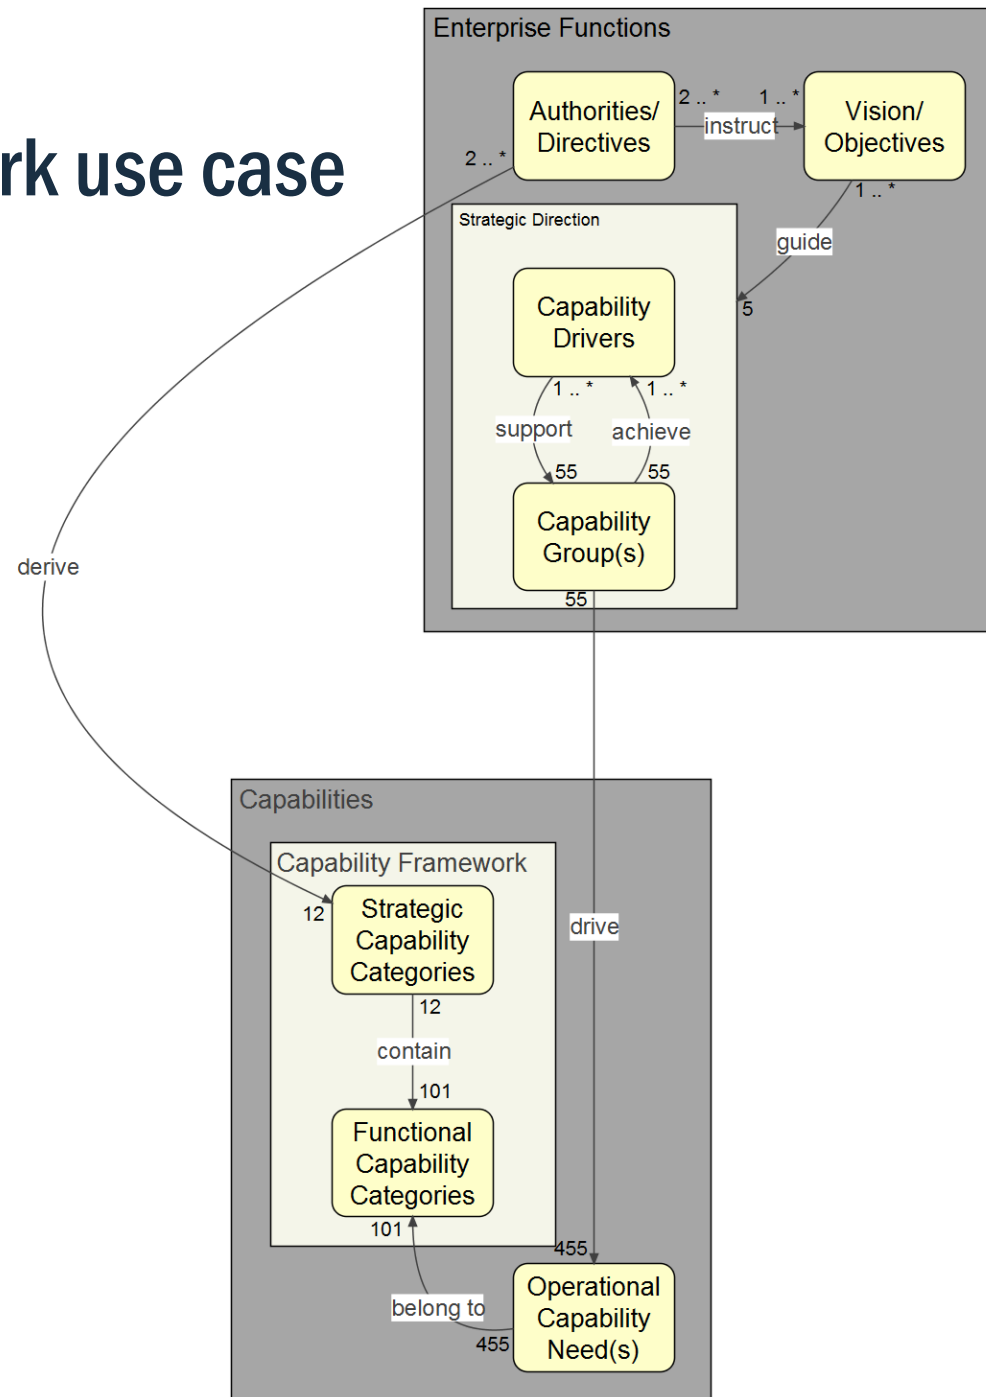 Enterprise Functions
Authorities/
Directives
2 .. *
1 .. *
instruct
Vision/
Objectives
rk use case
2 .. *
1 .. *
Strategic Direction
guide
5
Capability
Drivers
1 .. *
1 .. *
support
achieve
55
55
Capability
Group(s)
55
derive
Capabilities
Capability Framework
12
Strategic
Capability
Categories
drive
12
contain
101
Functional
Capability
Categories
101
455
belong to
455
Operational
Capability
Need(s)